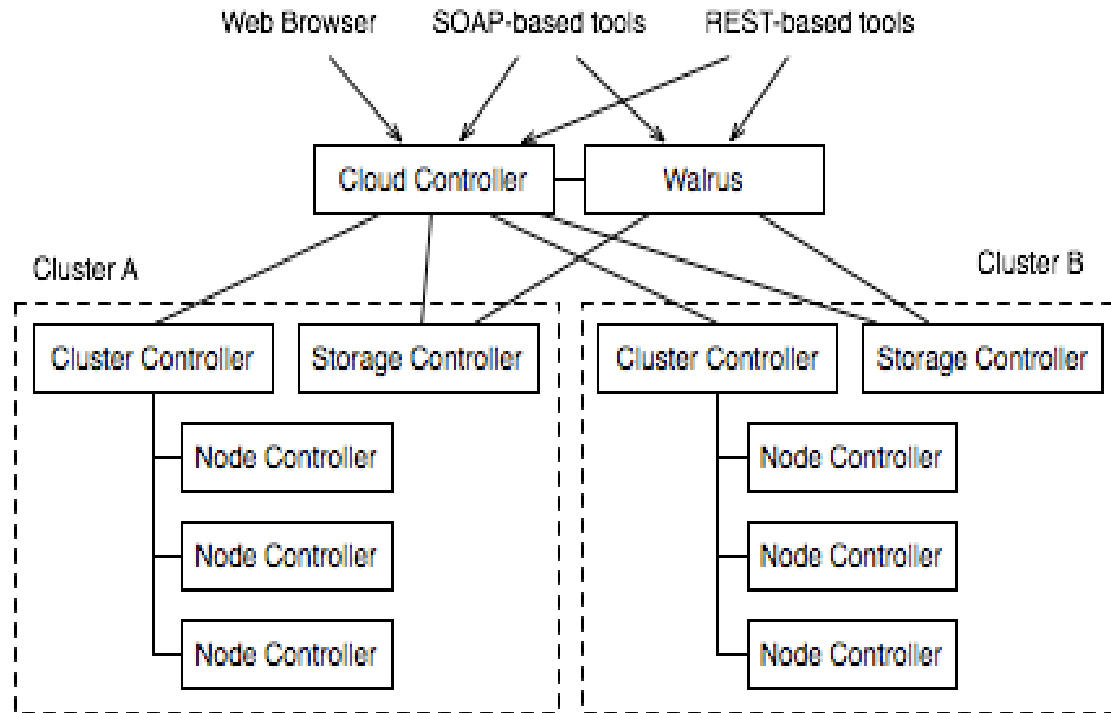 Web Browser SOAP-based tools REST-based tools
Cloud Controller Walrus
Cluster A Cluster B
Cluster Controller Storage Controller Cluster Controller Storage Controller
Node Controller Node Controller
Node Controller Node Controller
Node Controller Node Controller